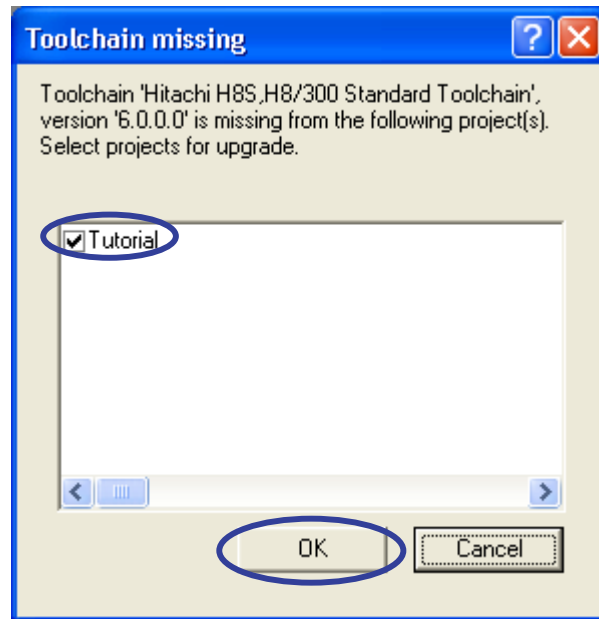 Toolchain missing
Toolchain 'Hitachi H8S,H8/300 Standard Toolchain',
version '6.0.0.0' is missing from the following project(s).
Select projects for upgrade.
Tutorial
OK Cancel